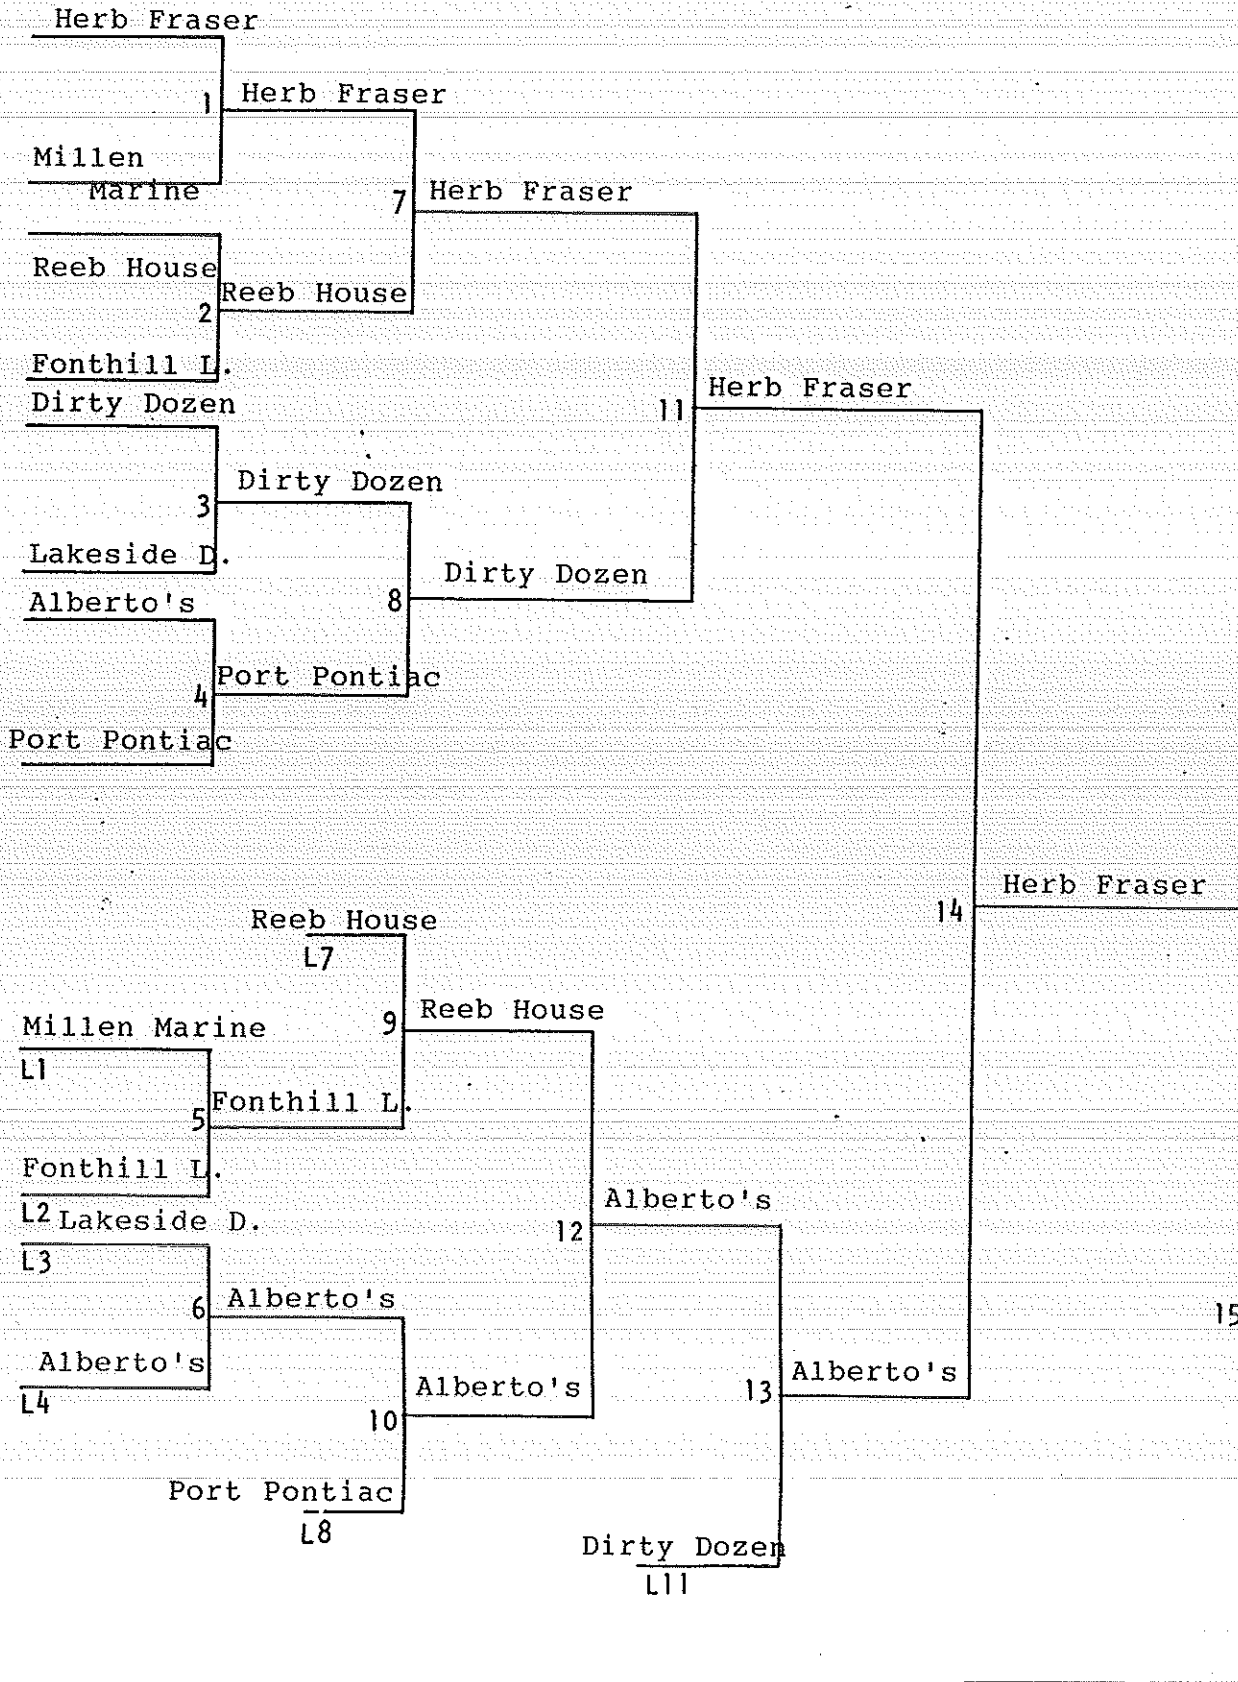 Herb Fraser
1 Herb Fraser
Millen
Marine
7 Herb Fraser
Reeb House
2 Reeb House
Fonthill L.
Dirty Dozen
11 Herb Fraser
3 Dirty Dozen
Lakeside D.
8 Dirty Dozen
Alberto's
4 Port Pontiac
Port Pontiac
14 Herb Fraser
Reeb House
L7
9 Reeb House
Millen Marine
L1
5 Fonthill L.
Fonthill L.
L2 Lakeside D.
L3
12 Alberto's
6 Alberto's
15
Alberto's
L4
10 Alberto's
13 Alberto's
Port Pontiac
L8
Dirty Dozen
L11